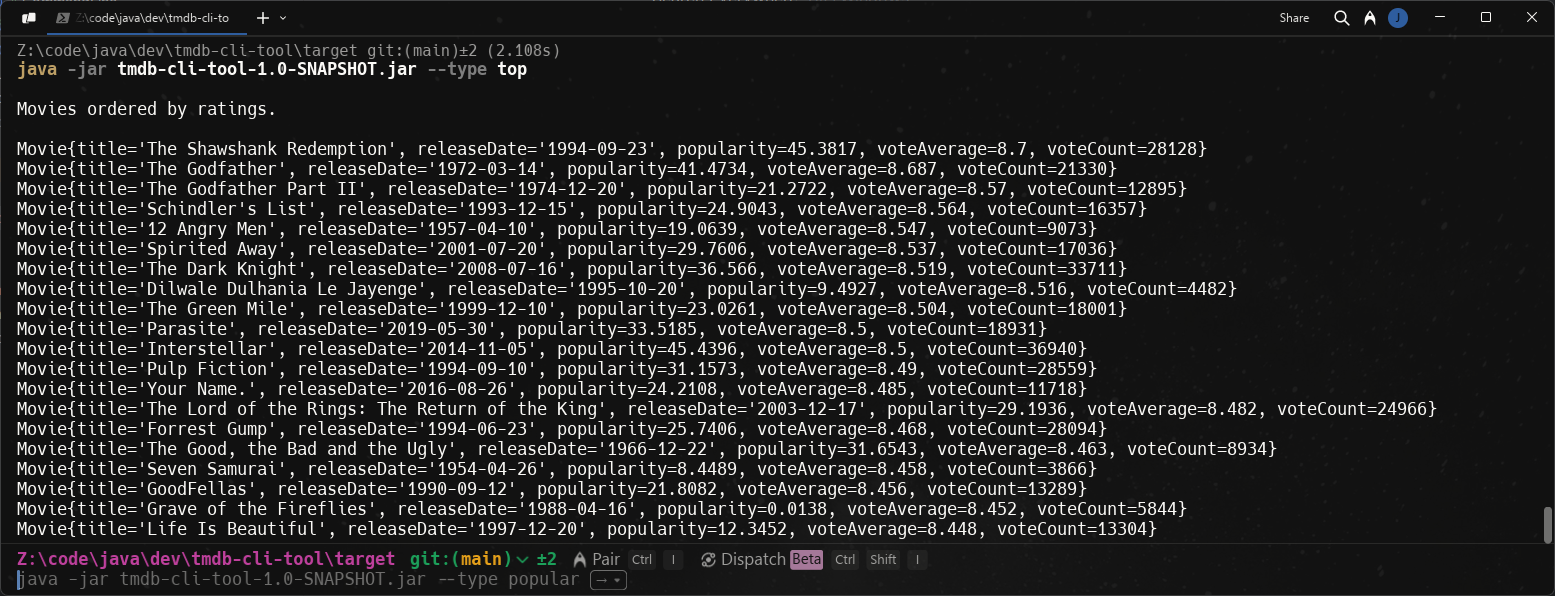 Z:\code\java\dev\tmdb-cli-to
Share
J
Z:\code\java\dev\tmdb-cli-tool\target git:(main)±2 (2.108s)
java -jar tmdb-cli-tool-1.0-SNAPSHOT.jar --type top
Movies ordered by ratings.
Movie{title='The Shawshank Redemption', releaseDate='1994-09-23', popularity=45.3817, voteAverage=8.7, voteCount=28128}
Movie{title='The Godfather', releaseDate='1972-03-14', popularity=41.4734, voteAverage=8.687, voteCount=21330}
Movie{title='The Godfather Part II', releaseDate='1974-12-20', popularity=21.2722, voteAverage=8.57, voteCount=12895}
Movie{title='Schindler's List', releaseDate='1993-12-15', popularity=24.9043, voteAverage=8.564, voteCount=16357}
Movie{title='12 Angry Men', releaseDate='1957-04-10', popularity=19.0639, voteAverage=8.547, voteCount=9073}
Movie{title='Spirited Away', releaseDate='2001-07-20', popularity=29.7606, voteAverage=8.537, voteCount=17036}
Movie{title='The Dark Knight', releaseDate='2008-07-16', popularity=36.566, voteAverage=8.519, voteCount=33711}
Movie{title='Dilwale Dulhania Le Jayenge', releaseDate='1995-10-20', popularity=9.4927, voteAverage=8.516, voteCount=4482}
Movie{title='The Green Mile', releaseDate='1999-12-10', popularity=23.0261, voteAverage=8.504, voteCount=18001}
Movie{title='Parasite', releaseDate='2019-05-30', popularity=33.5185, voteAverage=8.5, voteCount=18931}
Movie{title='Interstellar', releaseDate='2014-11-05', popularity=45.4396, voteAverage=8.5, voteCount=36940}
Movie{title='Pulp Fiction', releaseDate='1994-09-10', popularity=31.1573, voteAverage=8.49, voteCount=28559}
Movie{title='Your Name.', releaseDate='2016-08-26', popularity=24.2108, voteAverage=8.485, voteCount=11718}
Movie{title='The Lord of the Rings: The Return of the King', releaseDate='2003-12-17', popularity=29.1936, voteAverage=8.482, voteCount=24966}
Movie{title='Forrest Gump', releaseDate='1994-06-23', popularity=25.7406, voteAverage=8.468, voteCount=28094}
Movie{title='The Good, the Bad and the Ugly', releaseDate='1966-12-22', popularity=31.6543, voteAverage=8.463, voteCount=8934}
Movie{title='Seven Samurai', releaseDate='1954-04-26', popularity=8.4489, voteAverage=8.458, voteCount=3866}
Movie{title='GoodFellas', releaseDate='1990-09-12', popularity=21.8082, voteAverage=8.456, voteCount=13289}
Movie{title='Grave of the Fireflies', releaseDate='1988-04-16', popularity=0.0138, voteAverage=8.452, voteCount=5844}
Movie{title='Life Is Beautiful', releaseDate='1997-12-20', popularity=12.3452, voteAverage=8.448, voteCount=13304}
Z:\code\java\dev\tmdb-cli-tool\target git:(main) ±2 Pair Ctrl I Dispatch Beta Ctrl Shift I
java -jar tmdb-cli-tool-1.0-SNAPSHOT.jar --type popular